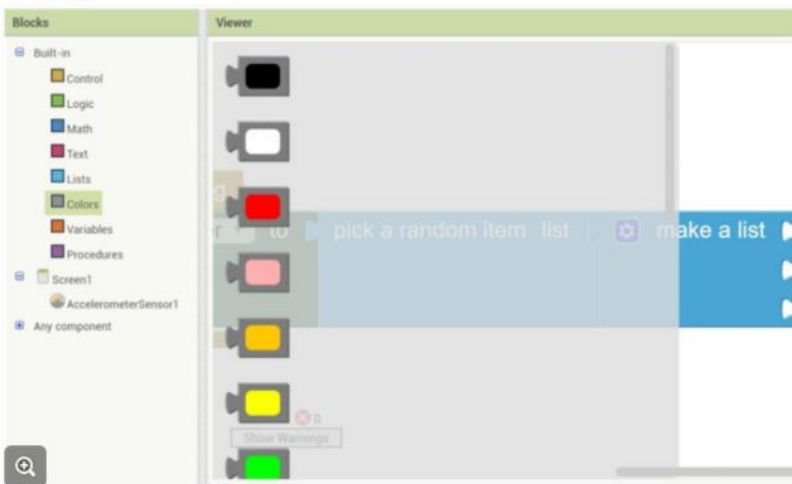 Blocks
Viewer
Built-in
Control
Logic
Math
Text
Lists
Colors
Variables
Procedures
Screen1
AccelerometerSensor1
Any component
g
r to pick a random item list make a list
0
Show Warnings